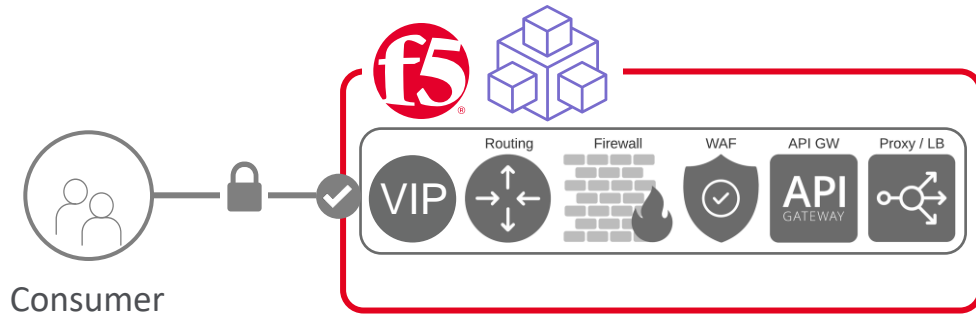 f5®
Routing
Firewall
WAF
API GW
Proxy / LB
VIP
API
GATEWAY
Consumer